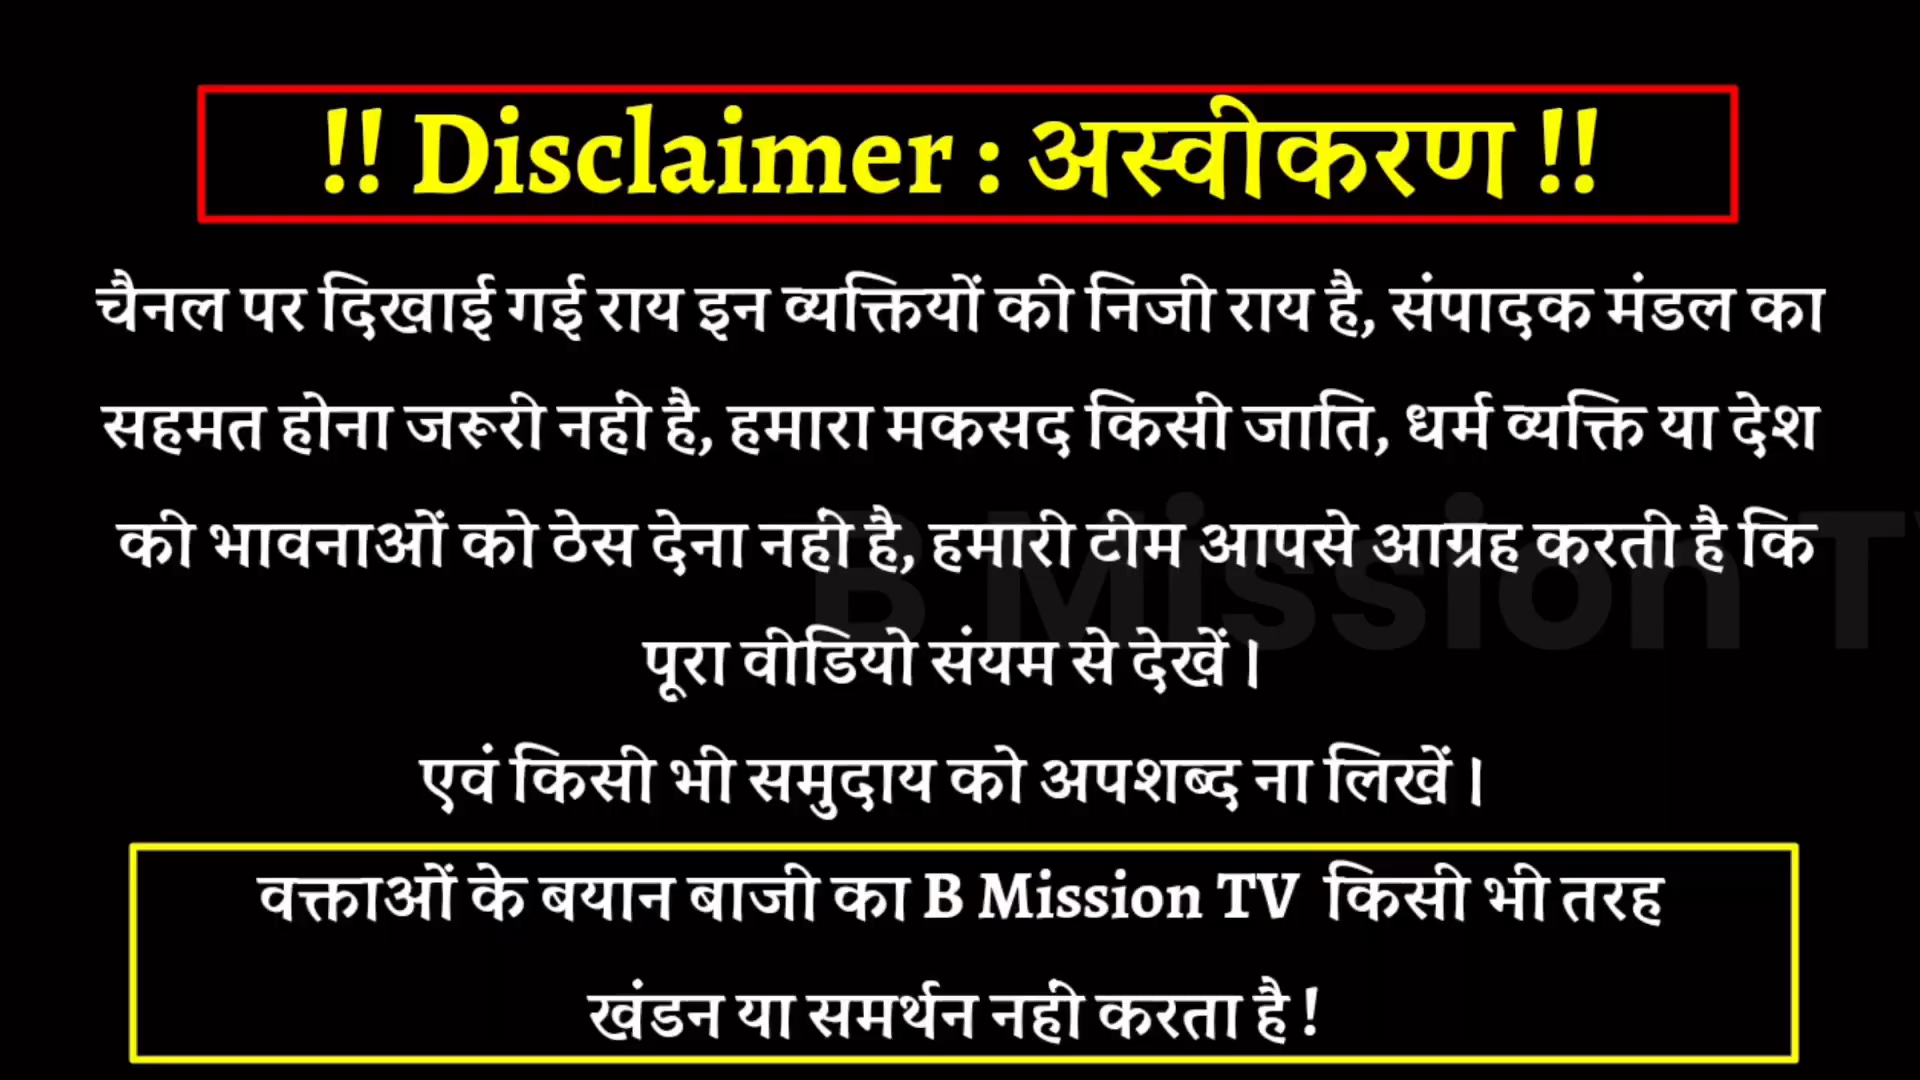 !! Disclaimer : अस्वीकरण !!
चैनल पर दिखाई गई राय इन व्यक्तियों की निजी राय है, संपादक मंडल का
सहमत होना जरूरी नही है, हमारा मकसद किसी जाति, धर्म व्यक्ति या देश
की भावनाओं को ठेस देना नही है, हमारी टीम आपसे आग्रह करती है कि
B Mission TV
पूरा वीडियो संयम से देखें ।
एवं किसी भी समुदाय को अपशब्द ना लिखें ।
वक्ताओं के बयान बाजी का B Mission TV किसी भी तरह
खंडन या समर्थन नही करता है !